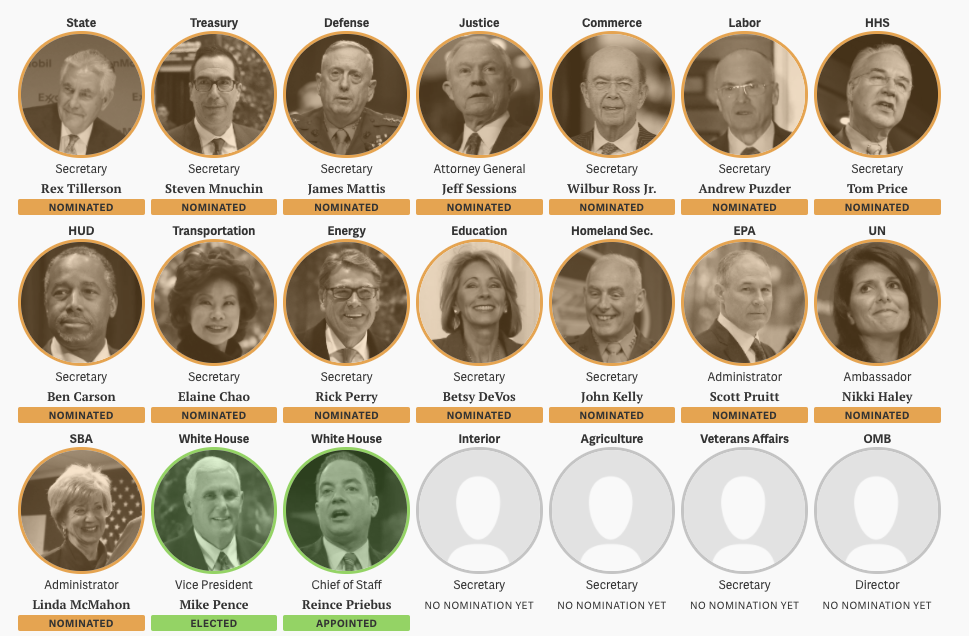 State Treasury Defense Justice Commerce Labor HHS
Secretary Secretary Secretary Attorney General Secretary Secretary Secretary
Rex Tillerson Steven Mnuchin James Mattis Jeff Sessions Wilbur Ross Jr. Andrew Puzder Tom Price
NOMINATED NOMINATED NOMINATED NOMINATED NOMINATED NOMINATED NOMINATED
HUD Transportation Energy Education Homeland Sec. EPA UN
Secretary Secretary Secretary Secretary Secretary Administrator Ambassador
Ben Carson Elaine Chao Rick Perry Betsy DeVos John Kelly Scott Pruitt Nikki Haley
NOMINATED NOMINATED NOMINATED NOMINATED NOMINATED NOMINATED NOMINATED
SBA White House White House Interior Agriculture Veterans Affairs OMB
Administrator Vice President Chief of Staff Secretary Secretary Secretary Director
Linda McMahon Mike Pence Reince Priebus NO NOMINATION YET NO NOMINATION YET NO NOMINATION YET NO NOMINATION YET
NOMINATED ELECTED APPOINTED